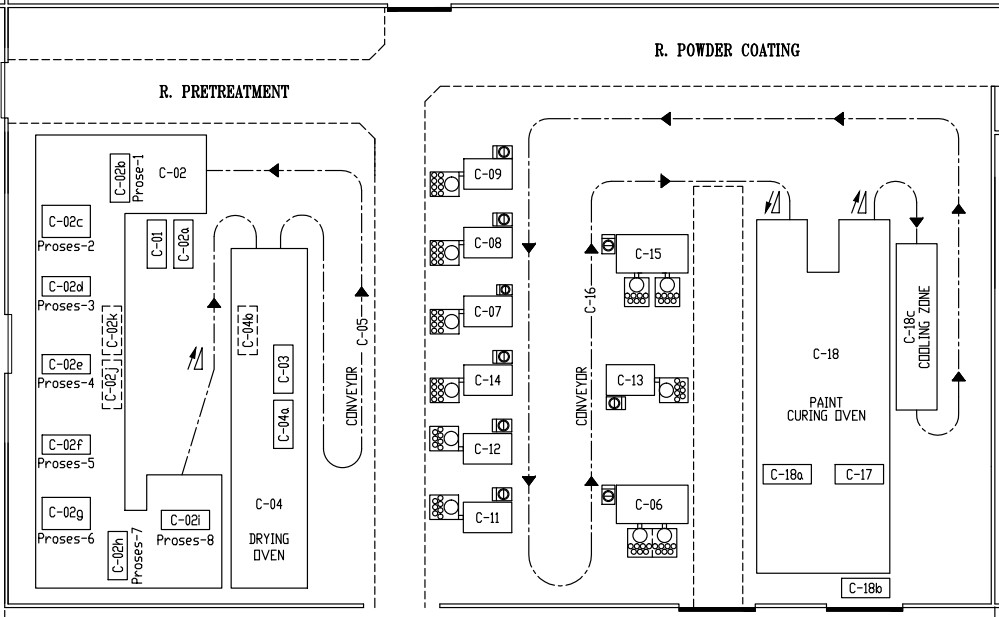 R. POWDER COATING
R. PRETREATMENT
C-02b
Prose-1
C-02
C-02c
Proses-2
C-01
C-02a
C-02d
Proses-3
C-02k
C-02e
Proses-4
C-02j
C-02f
Proses-5
C-02g
Proses-6
C-02h
Proses-7
C-02i
Proses-8
C-04b
C-03
C-04a
C-04
DRYING
OVEN
CONVEYOR
C-05
C-09
C-08
C-07
C-14
C-12
C-11
CONVEYOR
C-16
C-15
C-13
C-06
C-18
PAINT
CURING OVEN
C-18a
C-17
C-18b
C-18c
COOLING ZONE